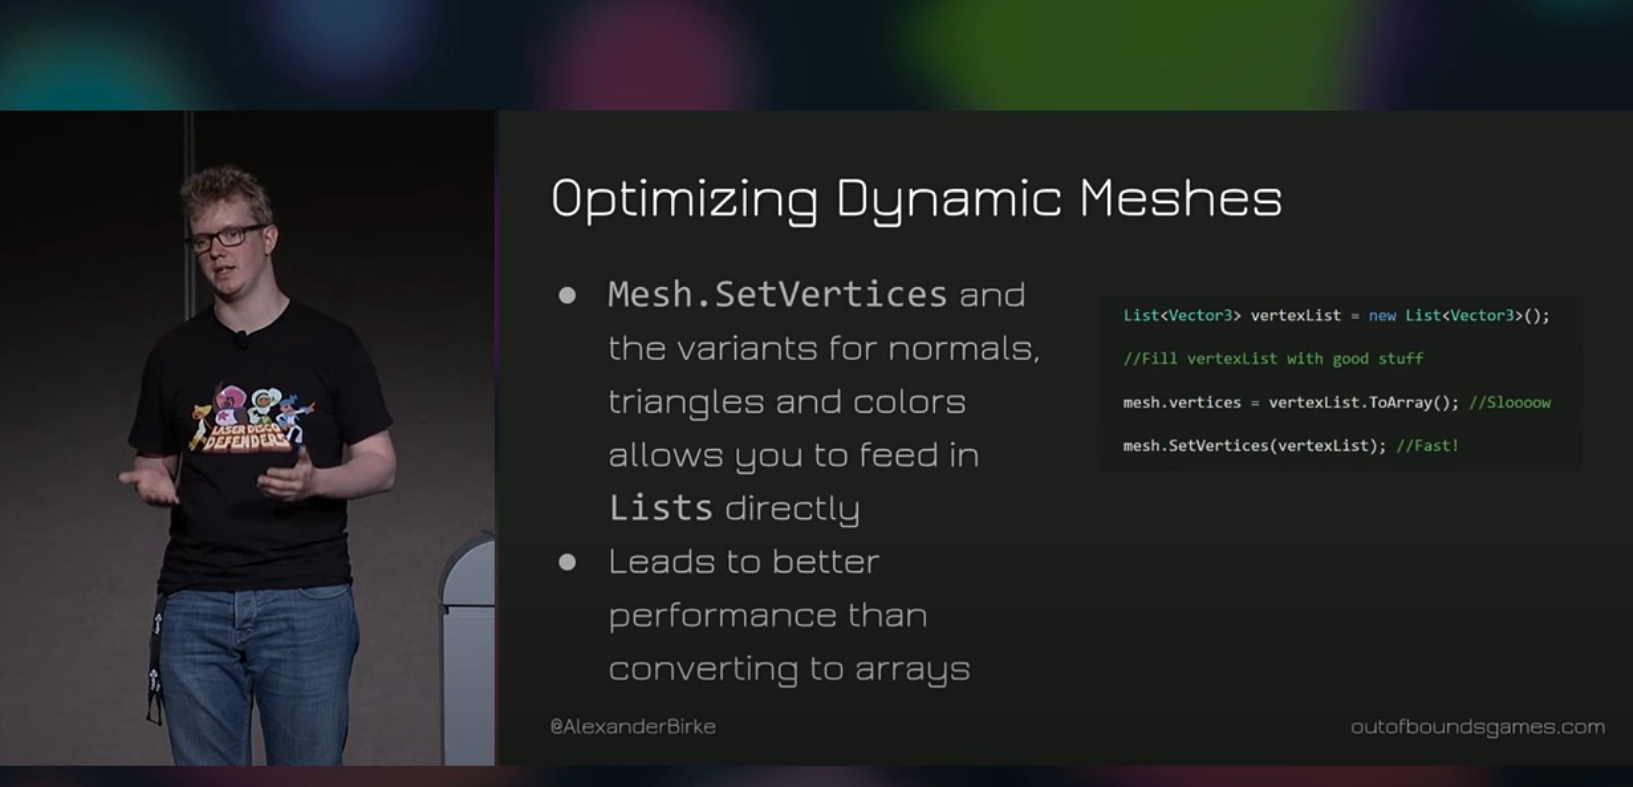 Optimizing Dynamic Meshes
● Mesh.SetVertices and
the variants for normals,
triangles and colors
allows you to feed in
Lists directly
● Leads to better
performance than
converting to arrays
List<Vector3> vertexList = new List<Vector3>();
//Fill vertexList with good stuff
mesh.vertices = vertexList.ToArray(); //Sloooow
mesh.SetVertices(vertexList); //Fast!
@AlexanderBirke
outofboundsgames.com
LASER DISCO
DEFENDERS